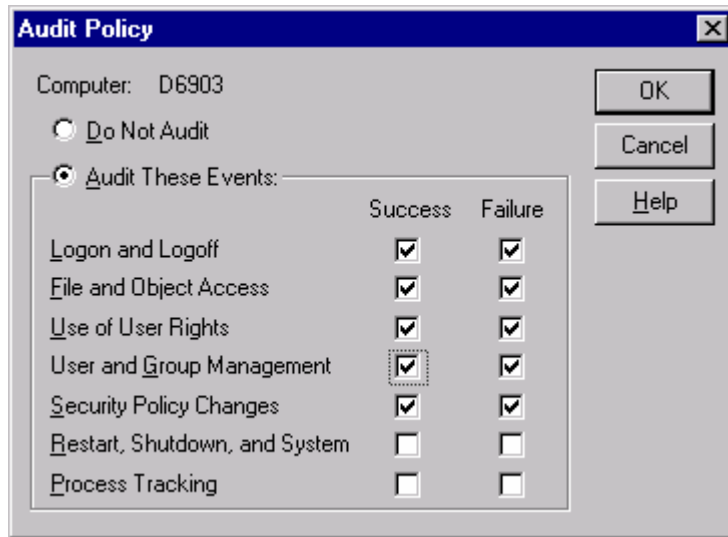 Audit Policy
Computer: D6903
OK
Do Not Audit
Cancel
Audit These Events:
Help
Success Failure
Logon and Logoff
File and Object Access
Use of User Rights
User and Group Management
Security Policy Changes
Restart, Shutdown, and System
Process Tracking